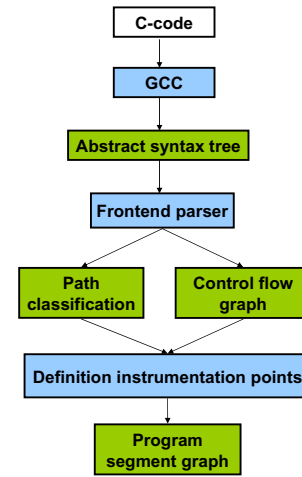 C-code
GCC
Abstract syntax tree
Frontend parser
Path
classification
Control flow
graph
Definition instrumentation points
Program
segment graph